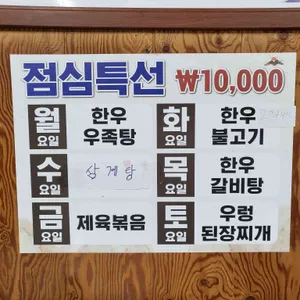 점심특선 ₩10,000
월요일 한우 우족탕
화요일 한우 불고기
수요일 삼계탕
목요일 한우 갈비탕
금요일 제육볶음
토요일 우렁 된장찌개